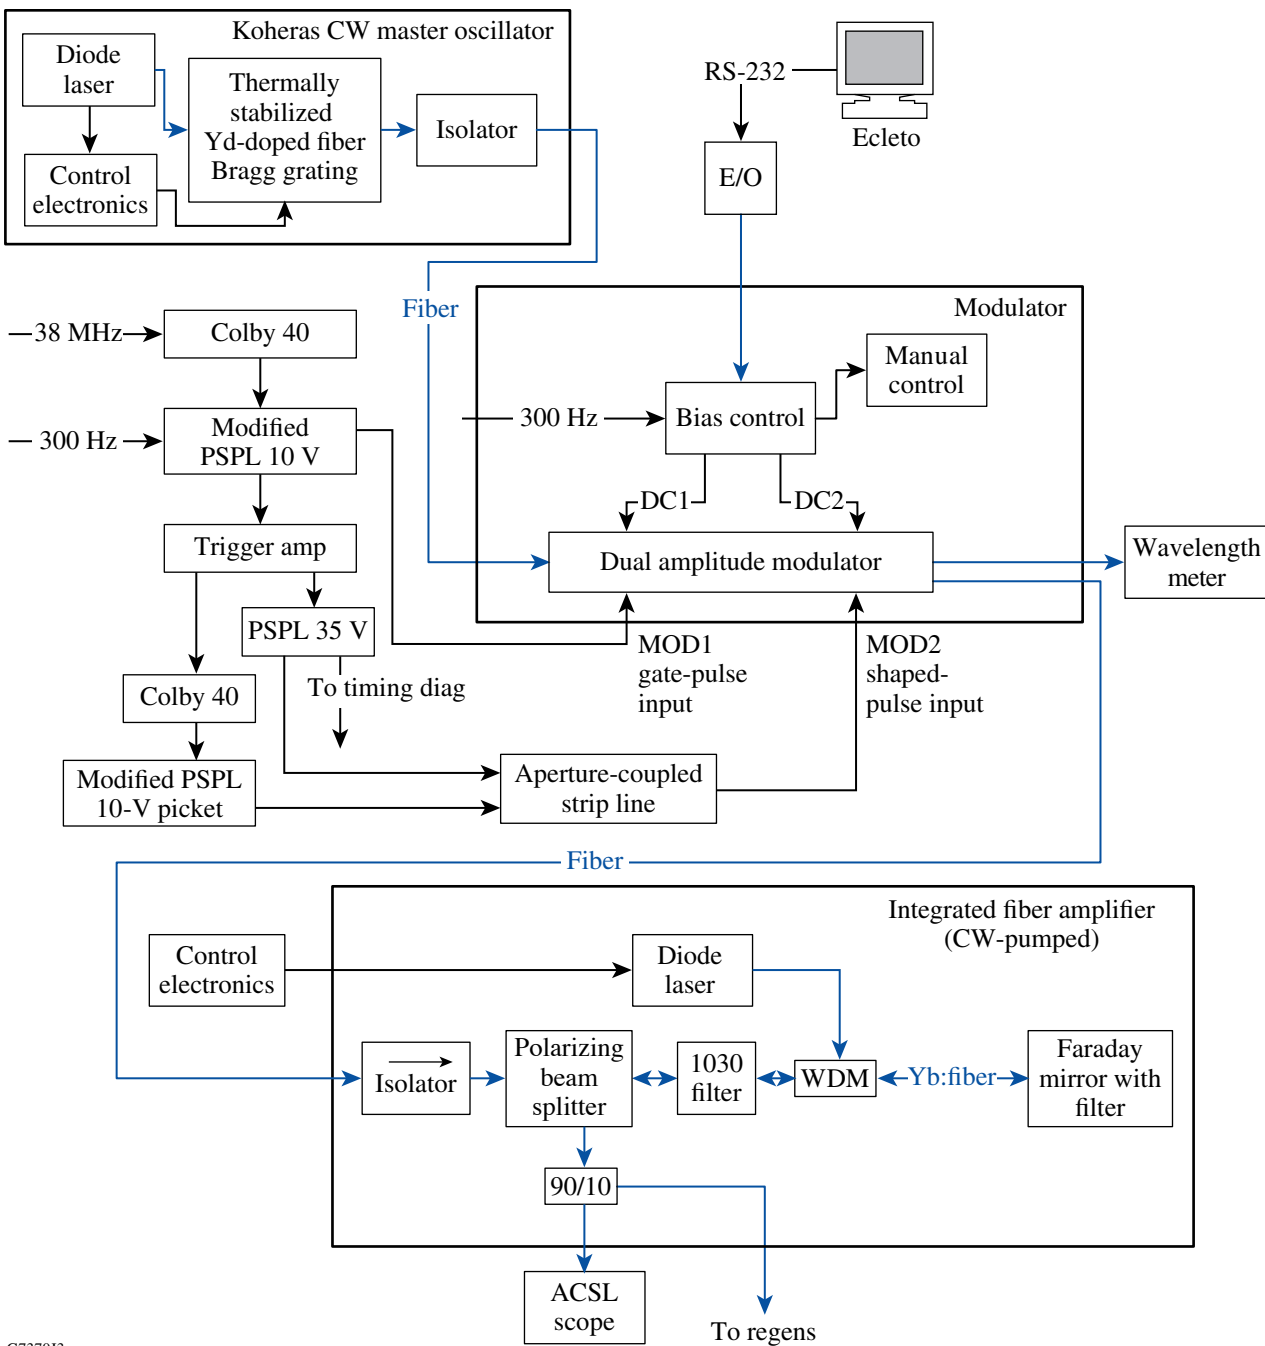 Koheras CW master oscillator
Diode
laser
Thermally
stabilized
Yd-doped fiber
Bragg grating
Isolator
Control
electronics
RS-232
Ecleto
E/O
Fiber
Modulator
38 MHz
Colby 40
Manual
control
300 Hz
Modified
PSPL 10 V
300 Hz
Bias control
DC1
DC2
Trigger amp
Dual amplitude modulator
Wavelength
meter
PSPL 35 V
MOD1
gate-pulse
input
MOD2
shaped-
pulse input
To timing diag
Colby 40
Modified PSPL
10-V picket
Aperture-coupled
strip line
Fiber
Integrated fiber amplifier
(CW-pumped)
Control
electronics
Diode
laser
Isolator
Polarizing
beam
splitter
1030
filter
WDM
Yb:fiber
Faraday
mirror with
filter
90/10
ACSL
scope
To regens